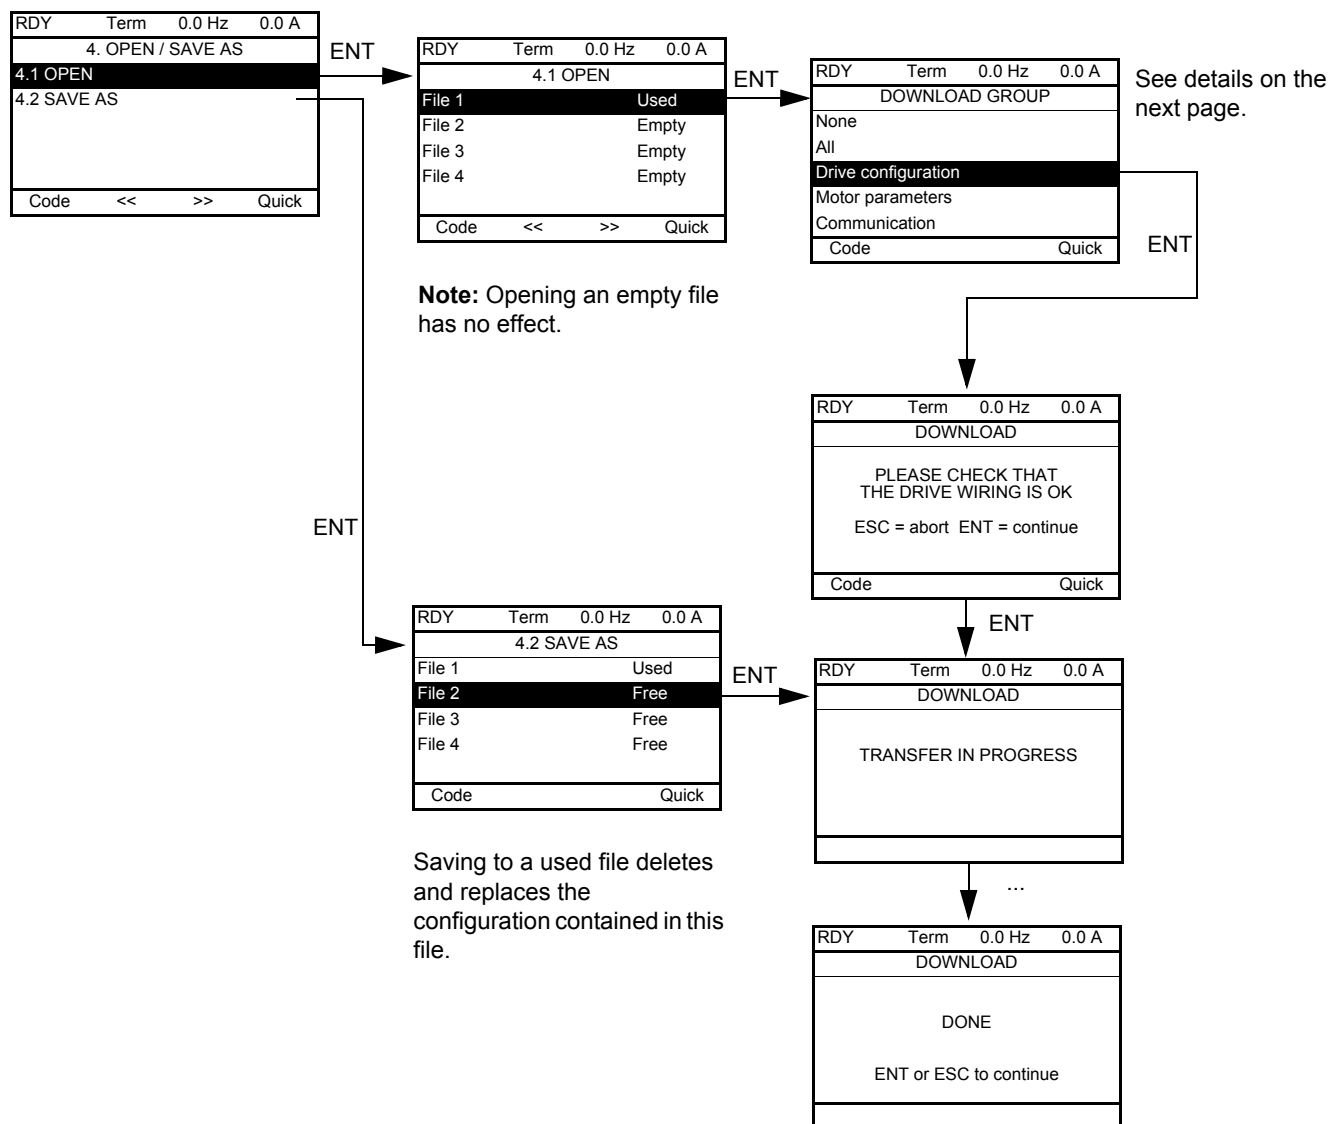 RDY Term 0.0 Hz 0.0 A
4. OPEN / SAVE AS
4.1 OPEN
4.2 SAVE AS
Code << >> Quick
ENT
RDY Term 0.0 Hz 0.0 A
4.1 OPEN
File 1 Used
File 2 Empty
File 3 Empty
File 4 Empty
Code << >> Quick
Note: Opening an empty file
has no effect.
ENT
RDY Term 0.0 Hz 0.0 A
DOWNLOAD GROUP
None
All
Drive configuration
Motor parameters
Communication
Code Quick
See details on the
next page.
ENT
RDY Term 0.0 Hz 0.0 A
DOWNLOAD
PLEASE CHECK THAT
THE DRIVE WIRING IS OK
ESC = abort ENT = continue
Code Quick
ENT
ENT
RDY Term 0.0 Hz 0.0 A
4.2 SAVE AS
File 1 Used
File 2 Free
File 3 Free
File 4 Free
Code Quick
Saving to a used file deletes
and replaces the
configuration contained in this
file.
ENT
RDY Term 0.0 Hz 0.0 A
DOWNLOAD
TRANSFER IN PROGRESS
...
RDY Term 0.0 Hz 0.0 A
DOWNLOAD
DONE
ENT or ESC to continue